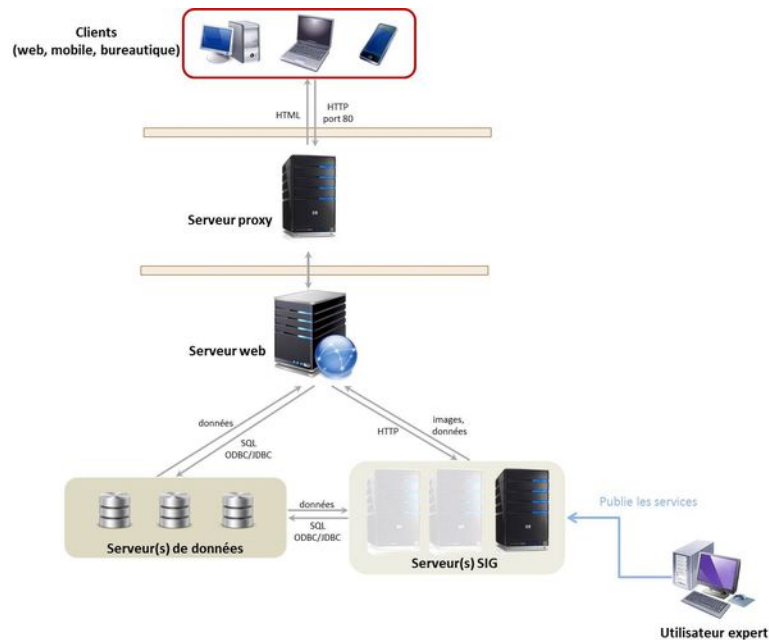 Clients
(web, mobile, bureautique)
HTML
HTTP
port 80
Serveur proxy
Serveur web
données
SQL
ODBC/JDBC
HTTP
images,
données
données
SQL
ODBC/JDBC
Serveur(s) de données
Serveur(s) SIG
Publie les services
Utilisateur expert